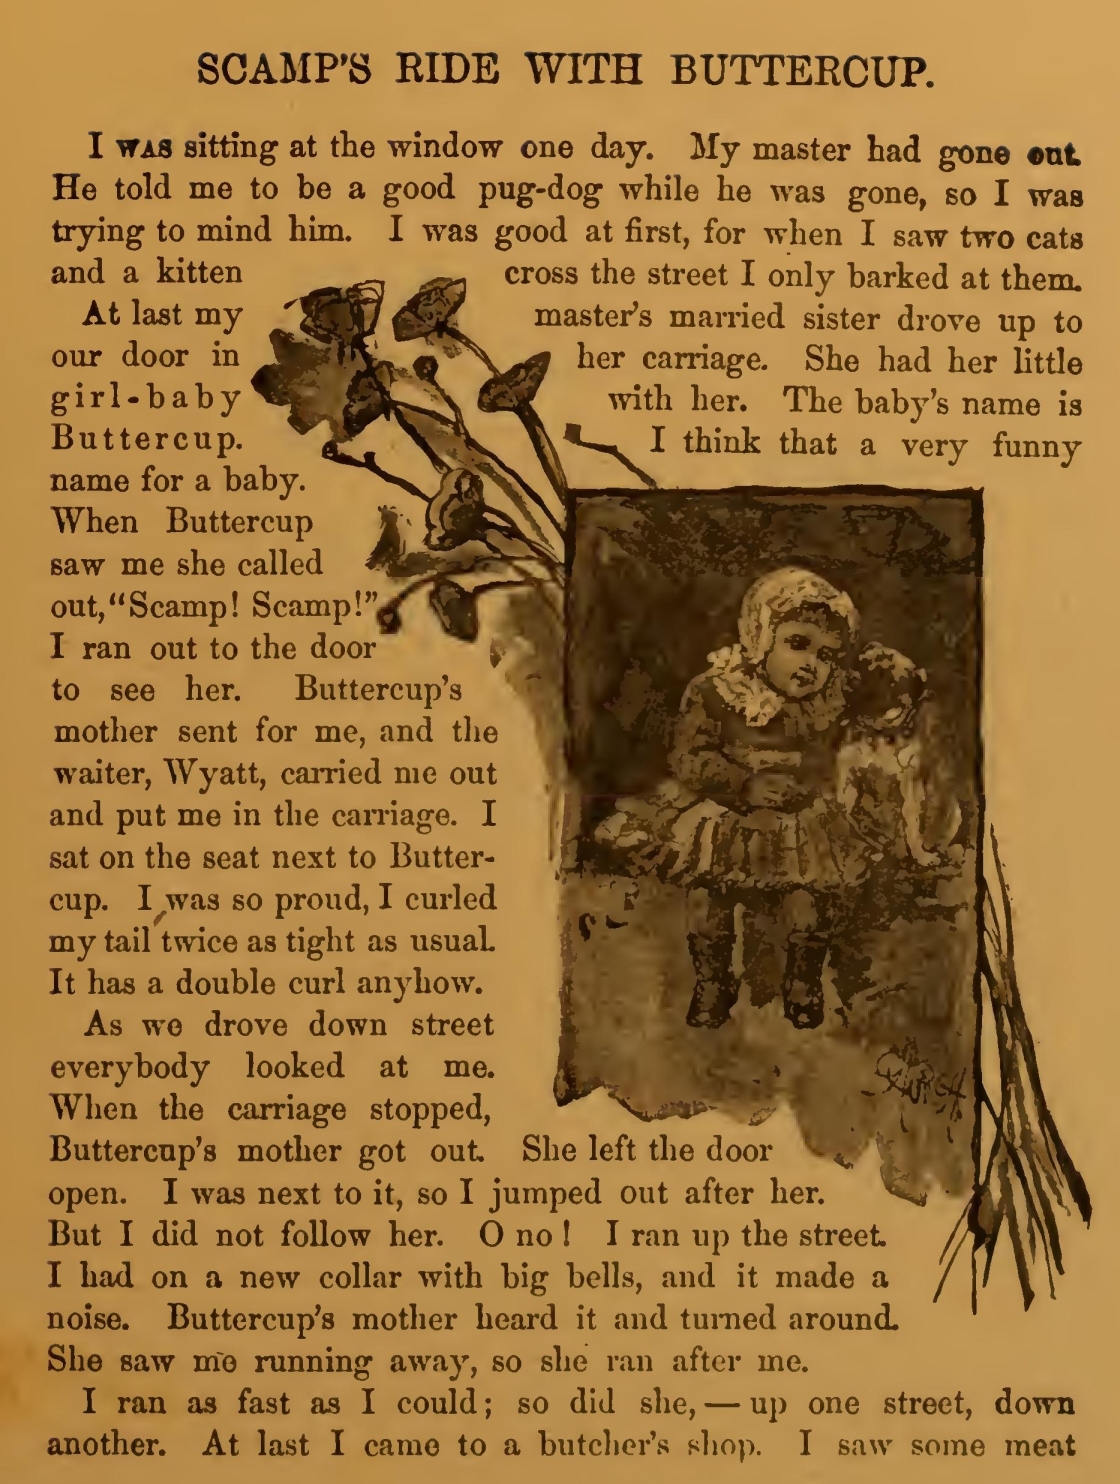 SCAMP'S RIDE WITH BUTTERCUP.
I WAS sitting at the window one day. My master had gone out.
He told me to be a good pug-dog while he was gone, so I was
trying to mind him. I was good at first, for when I saw two cats
and a kitten cross the street I only barked at them.
At last my master's married sister drove up to
our door in her carriage. She had her little
girl-baby with her. The baby's name is
Buttercup. I think that a very funny
name for a baby.
When Buttercup
saw me she called
out, "Scamp! Scamp!"
I ran out to the door
to see her. Buttercup's
mother sent for me, and the
waiter, Wyatt, carried me out
and put me in the carriage. I
sat on the seat next to Butter-
cup. I was so proud, I curled
my tail twice as tight as usual.
It has a double curl anyhow.
As we drove down street
everybody looked at me.
When the carriage stopped,
Buttercup's mother got out. She left the door
open. I was next to it, so I jumped out after her.
But I did not follow her. O no! I ran up the street.
I had on a new collar with big bells, and it made a
noise. Buttercup's mother heard it and turned around.
She saw me running away, so she ran after me.
I ran as fast as I could; so did she,—up one street, down
another. At last I came to a butcher's shop. I saw some meat